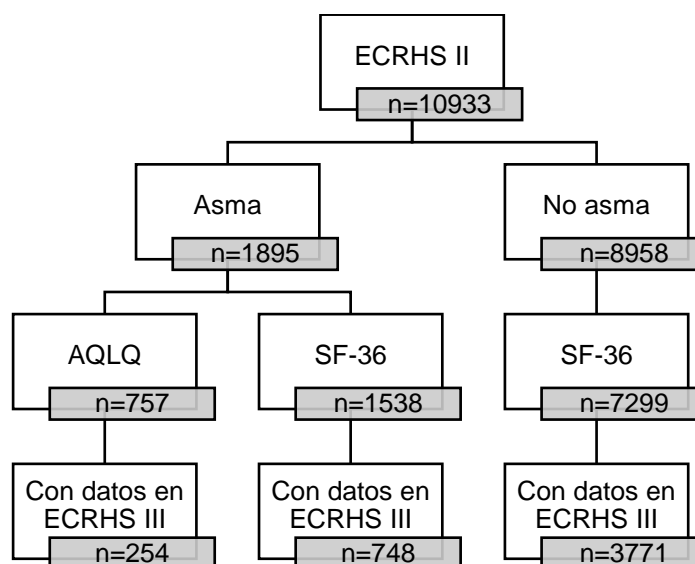 ECRHS II
n=10933
Asma
n=1895
No asma
n=8958
AQLQ
n=757
SF-36
n=1538
SF-36
n=7299
Con datos en
ECRHS III
n=254
Con datos en
ECRHS III
n=748
Con datos en
ECRHS III
n=3771